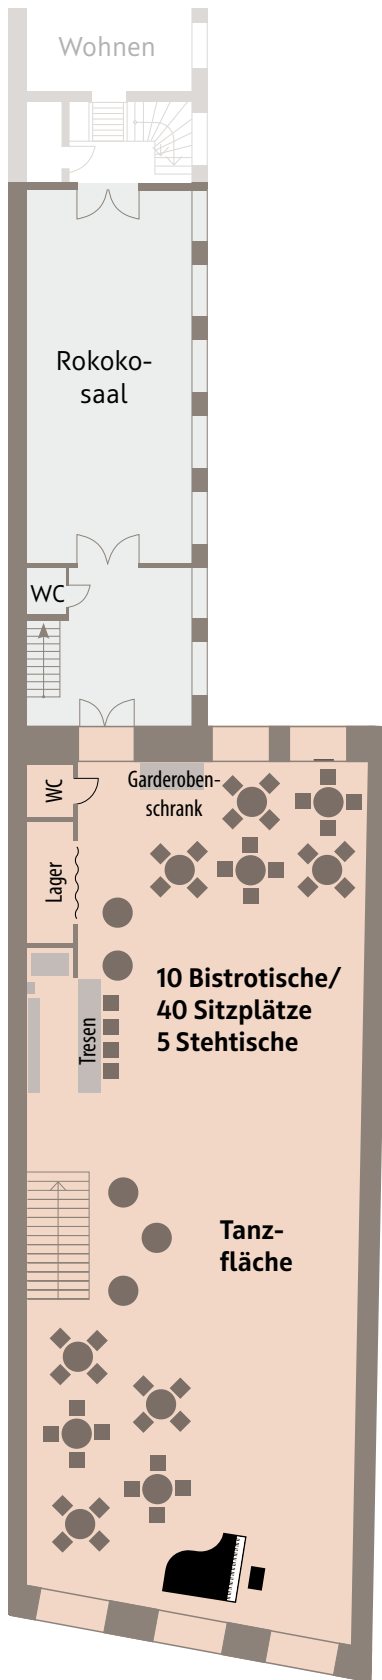 Wohnen
Rokoko-
saal
WC
Garderoben-
schrank
WC
Lager
10 Bistrotische/
40 Sitzplätze
5 Stehtische
Tresen
Tanz-
fläche